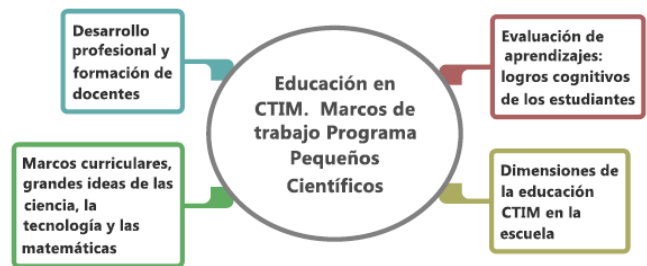 Desarrollo
profesional y
formación de
docentes
Evaluación de
aprendizajes:
logros cognitivos
de los estudiantes
Educación en
CTIM. Marcos de
trabajo Programa
Pequeños
Científicos
Marcos curriculares,
grandes ideas de las
ciencia, la
tecnología y las
matemáticas
Dimensiones de
la educación
CTIM en la
escuela